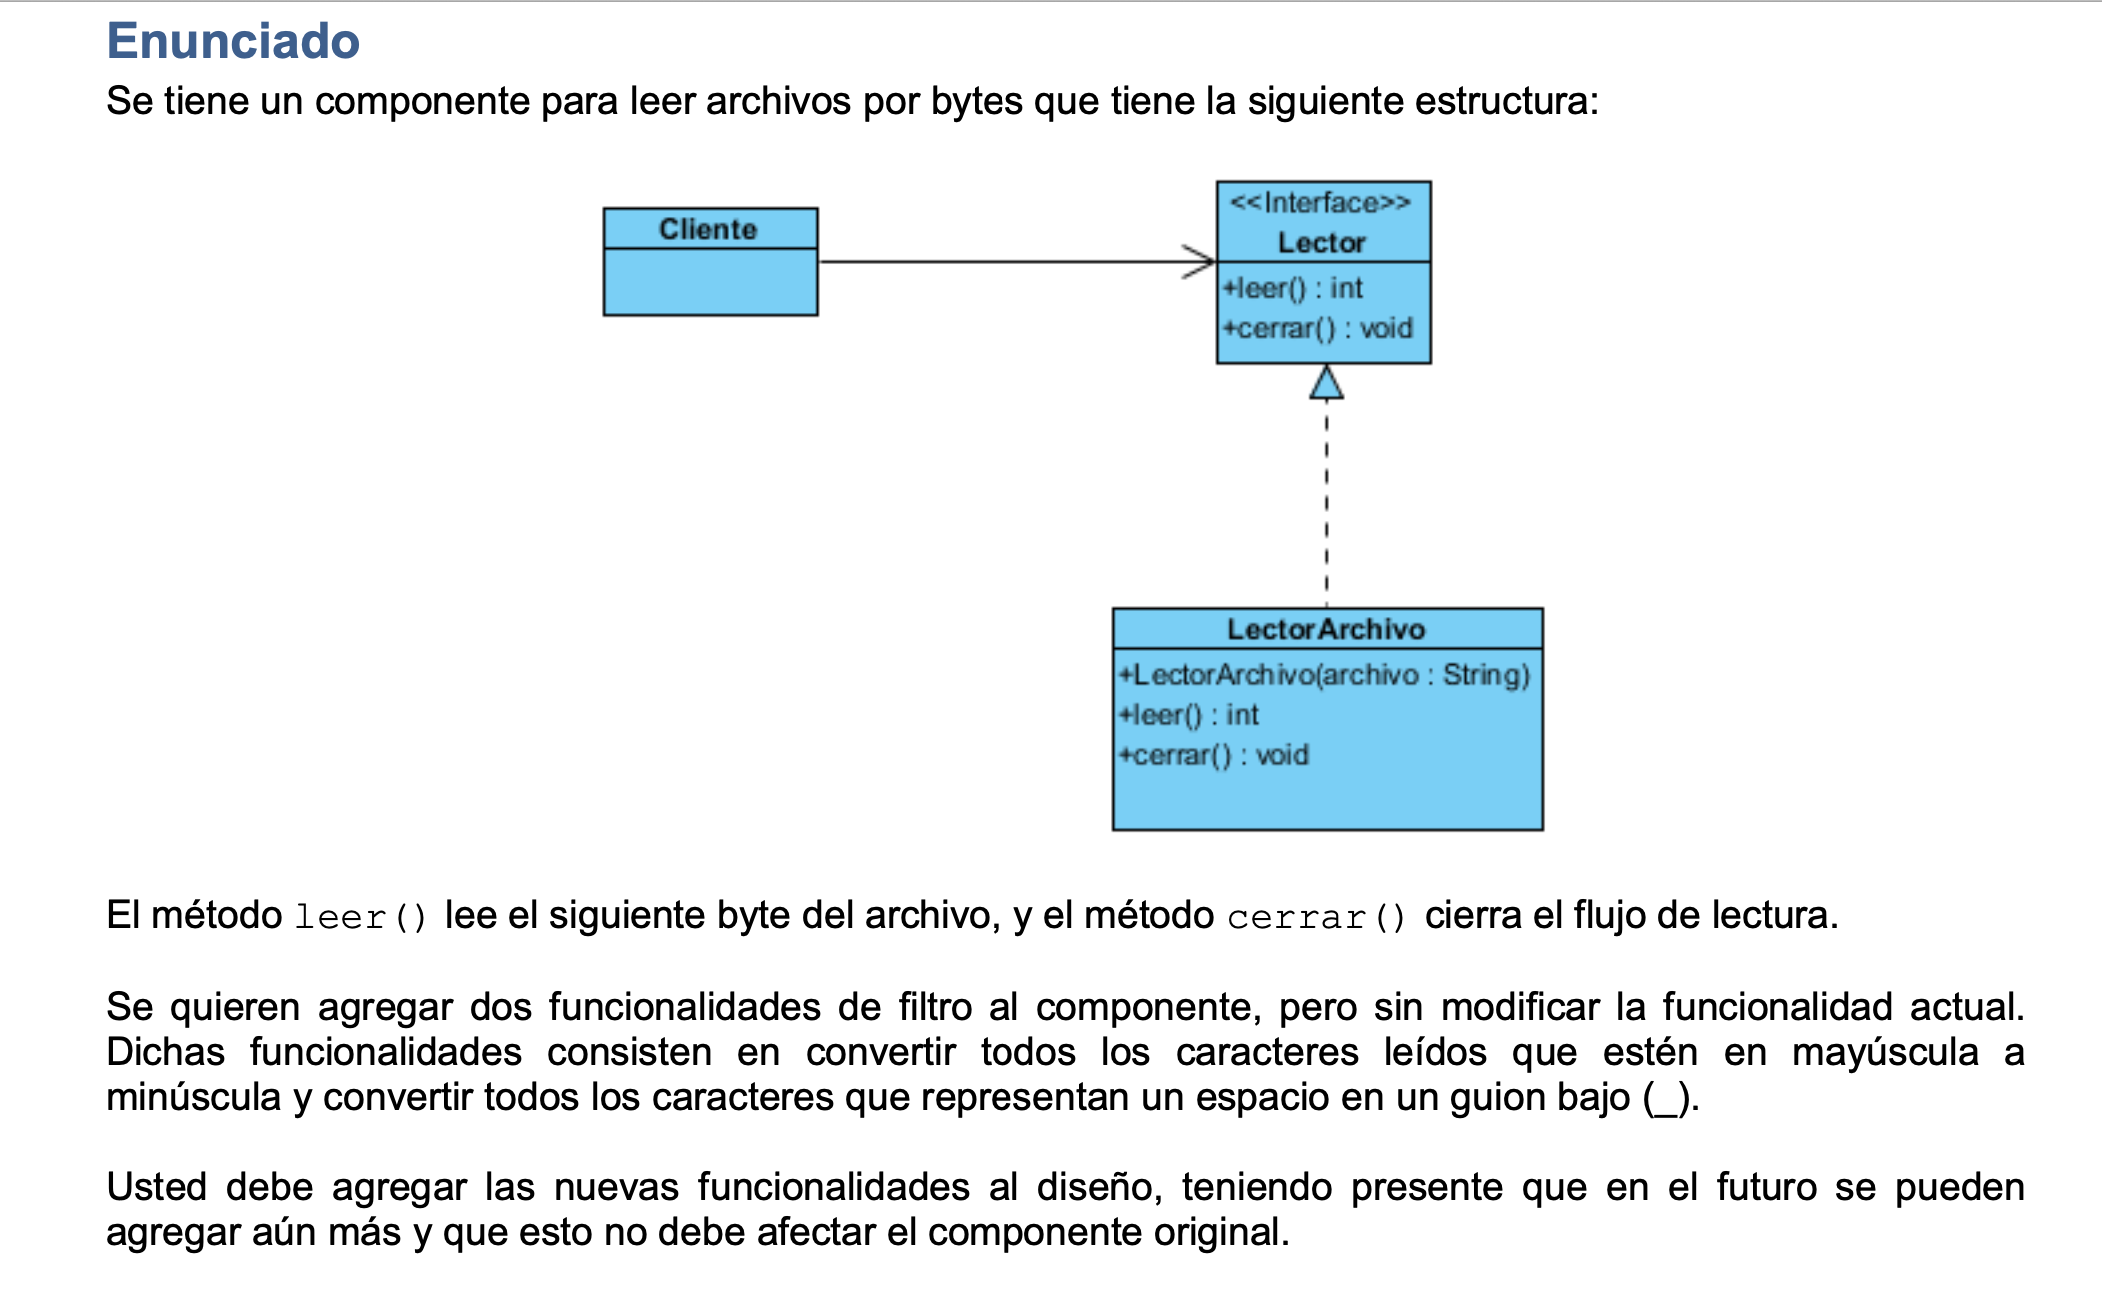 Enunciado
Se tiene un componente para leer archivos por bytes que tiene la siguiente estructura:
Cliente
<<Interface>>
Lector
+leer() : int
+cerrar() : void
LectorArchivo
+LectorArchivo(archivo : String)
+leer() : int
+cerrar() : void
El método leer() lee el siguiente byte del archivo, y el método cerrar() cierra el flujo de lectura.
Se quieren agregar dos funcionalidades de filtro al componente, pero sin modificar la funcionalidad actual.
Dichas funcionalidades consisten en convertir todos los caracteres leídos que estén en mayúscula a
minúscula y convertir todos los caracteres que representan un espacio en un guion bajo (_).
Usted debe agregar las nuevas funcionalidades al diseño, teniendo presente que en el futuro se pueden
agregar aún más y que esto no debe afectar el componente original.